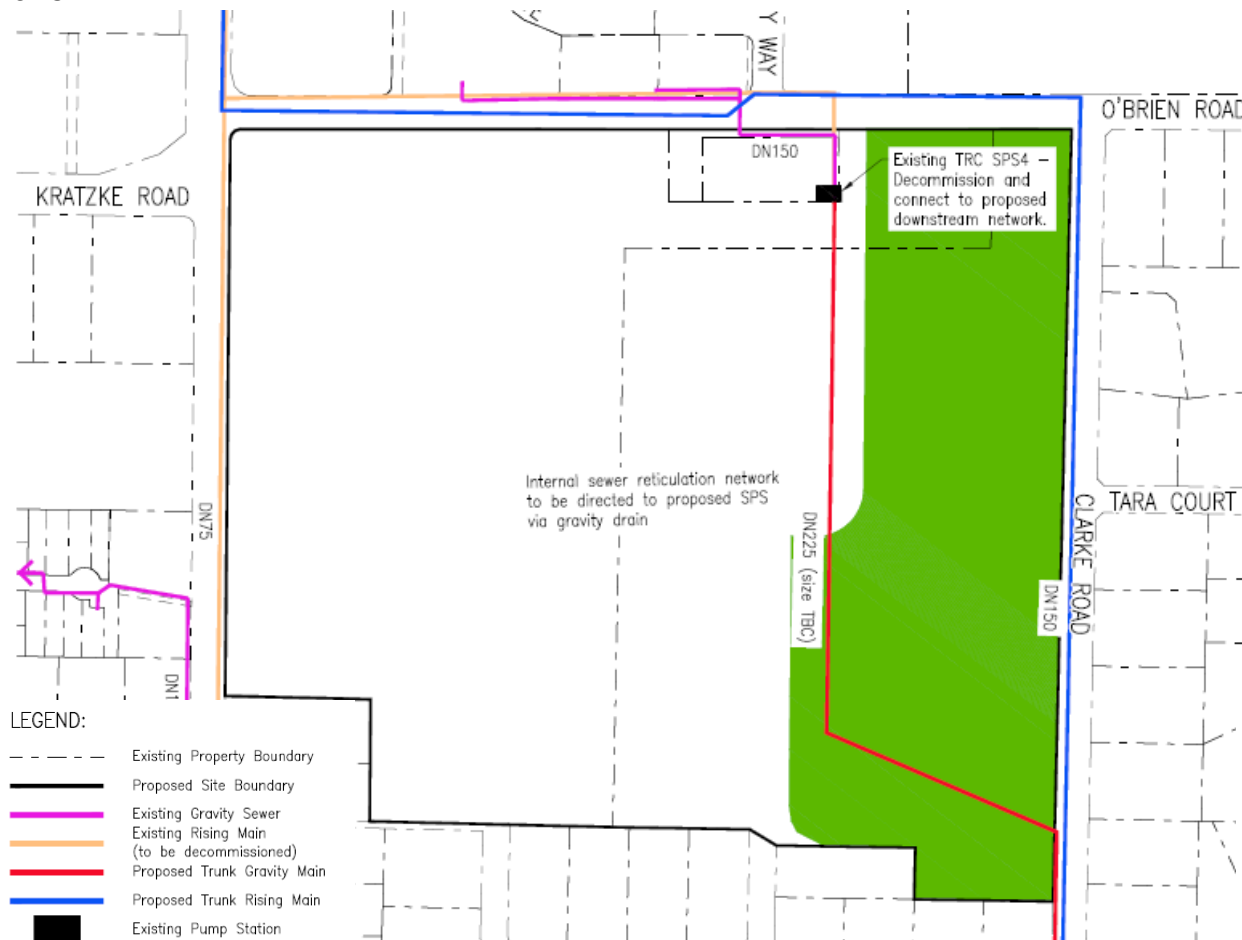 Y WAY
O'BRIEN ROAD
DN150
Existing TRC SPS4 –
Decommission and
connect to proposed
downstream network.
KRATZKE ROAD
Internal sewer reticulation network
to be directed to proposed SPS
via gravity drain
DN75
DN225 (size TBC)
CLARKE ROAD
TARA COURT
DN150
DN1
LEGEND:
Existing Property Boundary
Proposed Site Boundary
Existing Gravity Sewer
Existing Rising Main
(to be decommissioned)
Proposed Trunk Gravity Main
Proposed Trunk Rising Main
Existing Pump Station